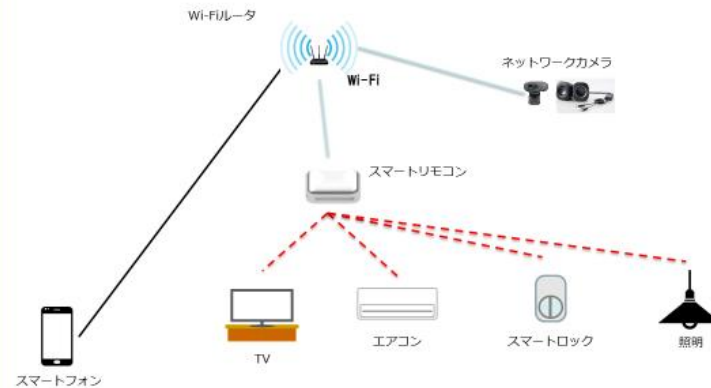 Wi-Fiルータ
Wi-Fi
ネットワークカメラ
スマートリモコン
TV
エアコン
スマートロック
照明
スマートフォン